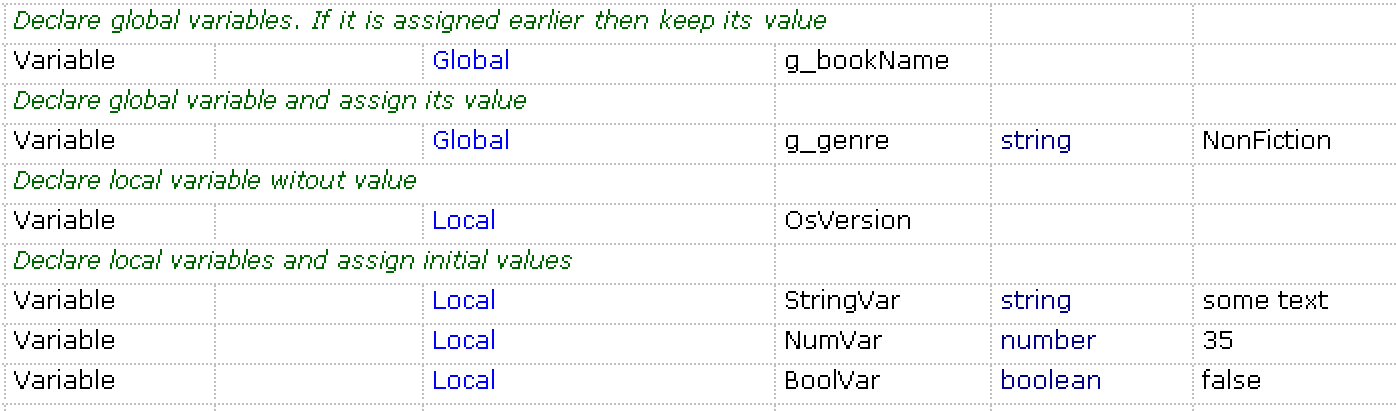 Declare global variables. If it is assigned earlier then keep its value
Variable Global g_bookName
Declare global variable and assign its value
Variable Global g_genre string NonFiction
Declare local variable witout value
Variable Local OsVersion
Declare local variables and assign initial values
Variable Local StringVar string some text
Variable Local NumVar number 35
Variable Local BoolVar boolean false